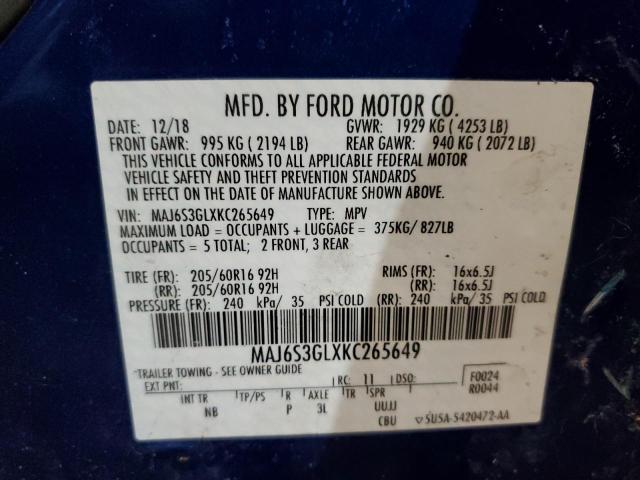 MFD. BY FORD MOTOR CO.
DATE: 12/18 GVWR: 1929 KG ( 4253 LB)
FRONT GAWR: 995 KG ( 2194 LB) REAR GAWR: 940 KG ( 2072 LB)
THIS VEHICLE CONFORMS TO ALL APPLICABLE FEDERAL MOTOR
VEHICLE SAFETY AND THEFT PREVENTION STANDARDS
IN EFFECT ON THE DATE OF MANUFACTURE SHOWN ABOVE.
VIN: MAJ6S3GLXKC265649 TYPE: MPV
MAXIMUM LOAD = OCCUPANTS + LUGGAGE = 375KG/ 827LB
OCCUPANTS = 5 TOTAL; 2 FRONT, 3 REAR
TIRE (FR): 205/60R16 92H RIMS (FR): 16x6.5J
(RR): 205/60R16 92H (RR): 16x6.5J
PRESSURE (FR): 240 kPa/ 35 PSI COLD (RR): 240 kPa/ 35 PSI COLD
MAJ6S3GLXKC265649
*TRAILER TOWING - SEE OWNER GUIDE
EXT PNT: RC: 11 DSO: F0024
R0044
INT TR TP/PS R AXLE TR SPR
NB P 3L UUJJ
CBU ▽5U5A-5420472-AA